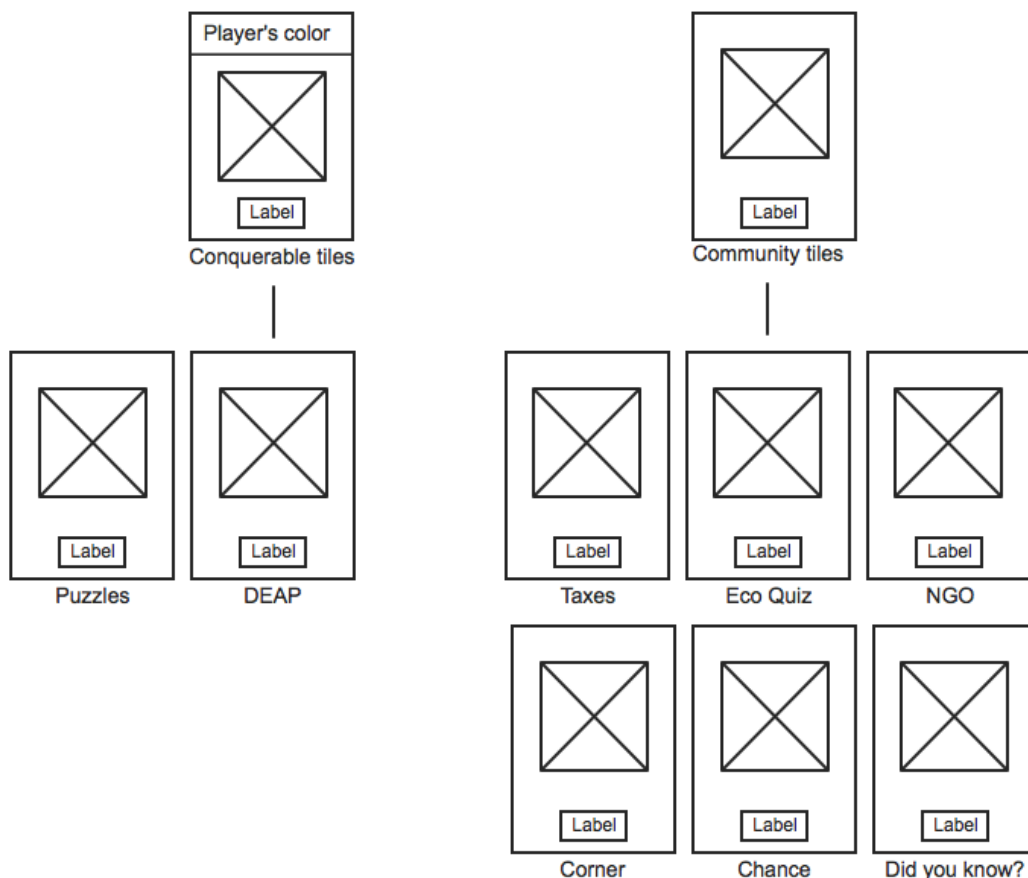 Player's color
Label
Label
Conquerable tiles
Community tiles
Label
Label
Label
Label
Label
Puzzles
DEAP
Taxes
Eco Quiz
NGO
Label
Label
Label
Corner
Chance
Did you know?